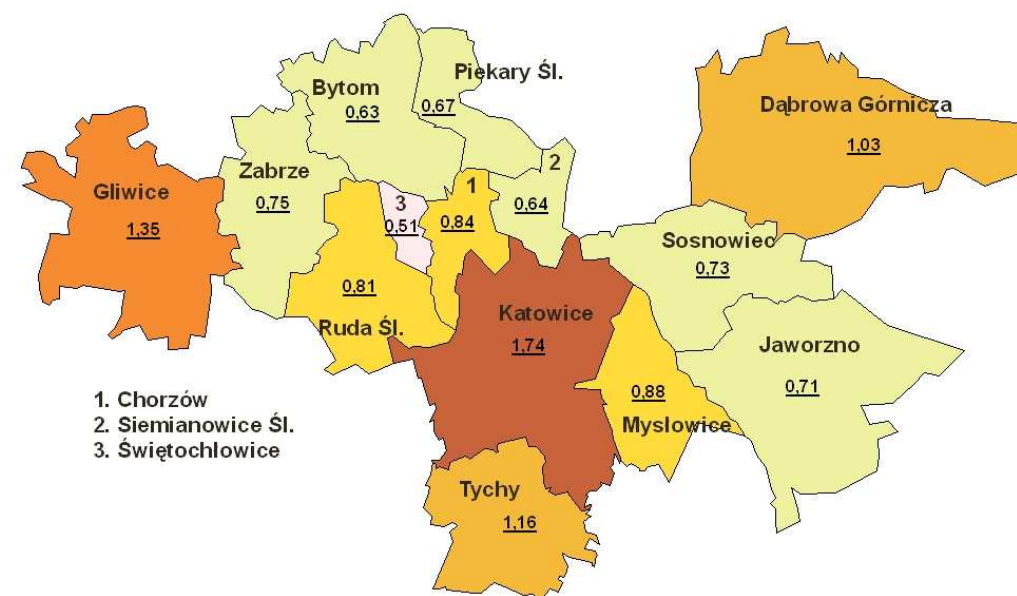 Bytom
0,63
Piekary Śl.
0,67
Dąbrowa Górnicza
1,03
Gliwice
1,35
Zabrze
0,75
3
0,51
1
0,84
2
0,64
Sosnowiec
0,73
0,81
Ruda Śl.
Katowice
1,74
Jaworzno
0,71
0,88
Mysłowice
Tychy
1,16
1. Chorzów
2. Siemianowice Śl.
3. Świętochłowice